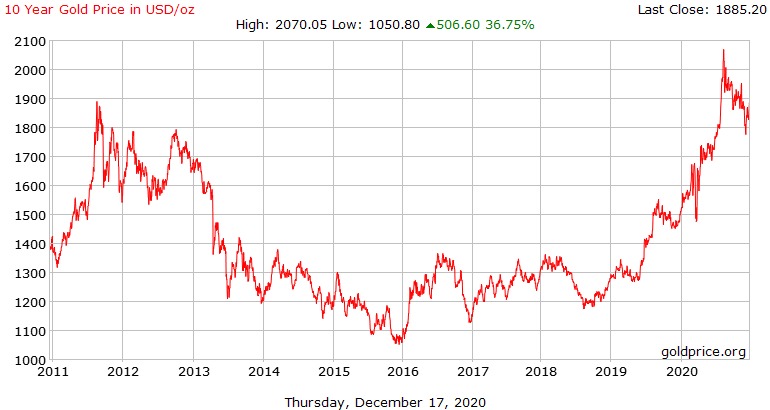 10 Year Gold Price in USD/oz
Last Close: 1885.20
High: 2070.05 Low: 1050.80 ▲506.60 36.75%
2100
2000
1900
1800
1700
1600
1500
1400
1300
1200
1100
1000
2011 2012 2013 2014 2015 2016 2017 2018 2019 2020
goldprice.org
Thursday, December 17, 2020